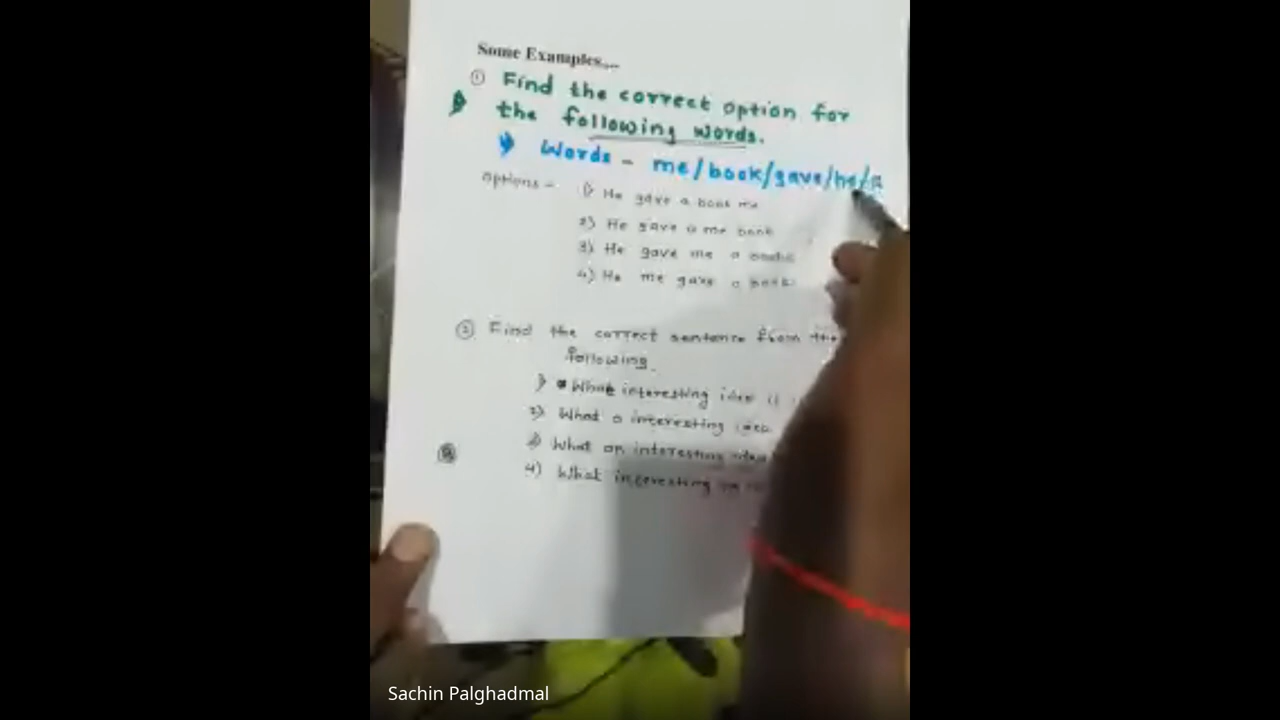 Some Examples....
① Find the correct option for
the following words.
Words - me/book/gave/he/a
options - 1) He gave a book me
2) He gave a me book
3) He gave me a book
4) He me gave a book
② Find the correct sentence from the
following.
1) What interesting idea
2) What a interesting idea
3) What an interesting idea
4) What interesting
Sachin Palghadmal